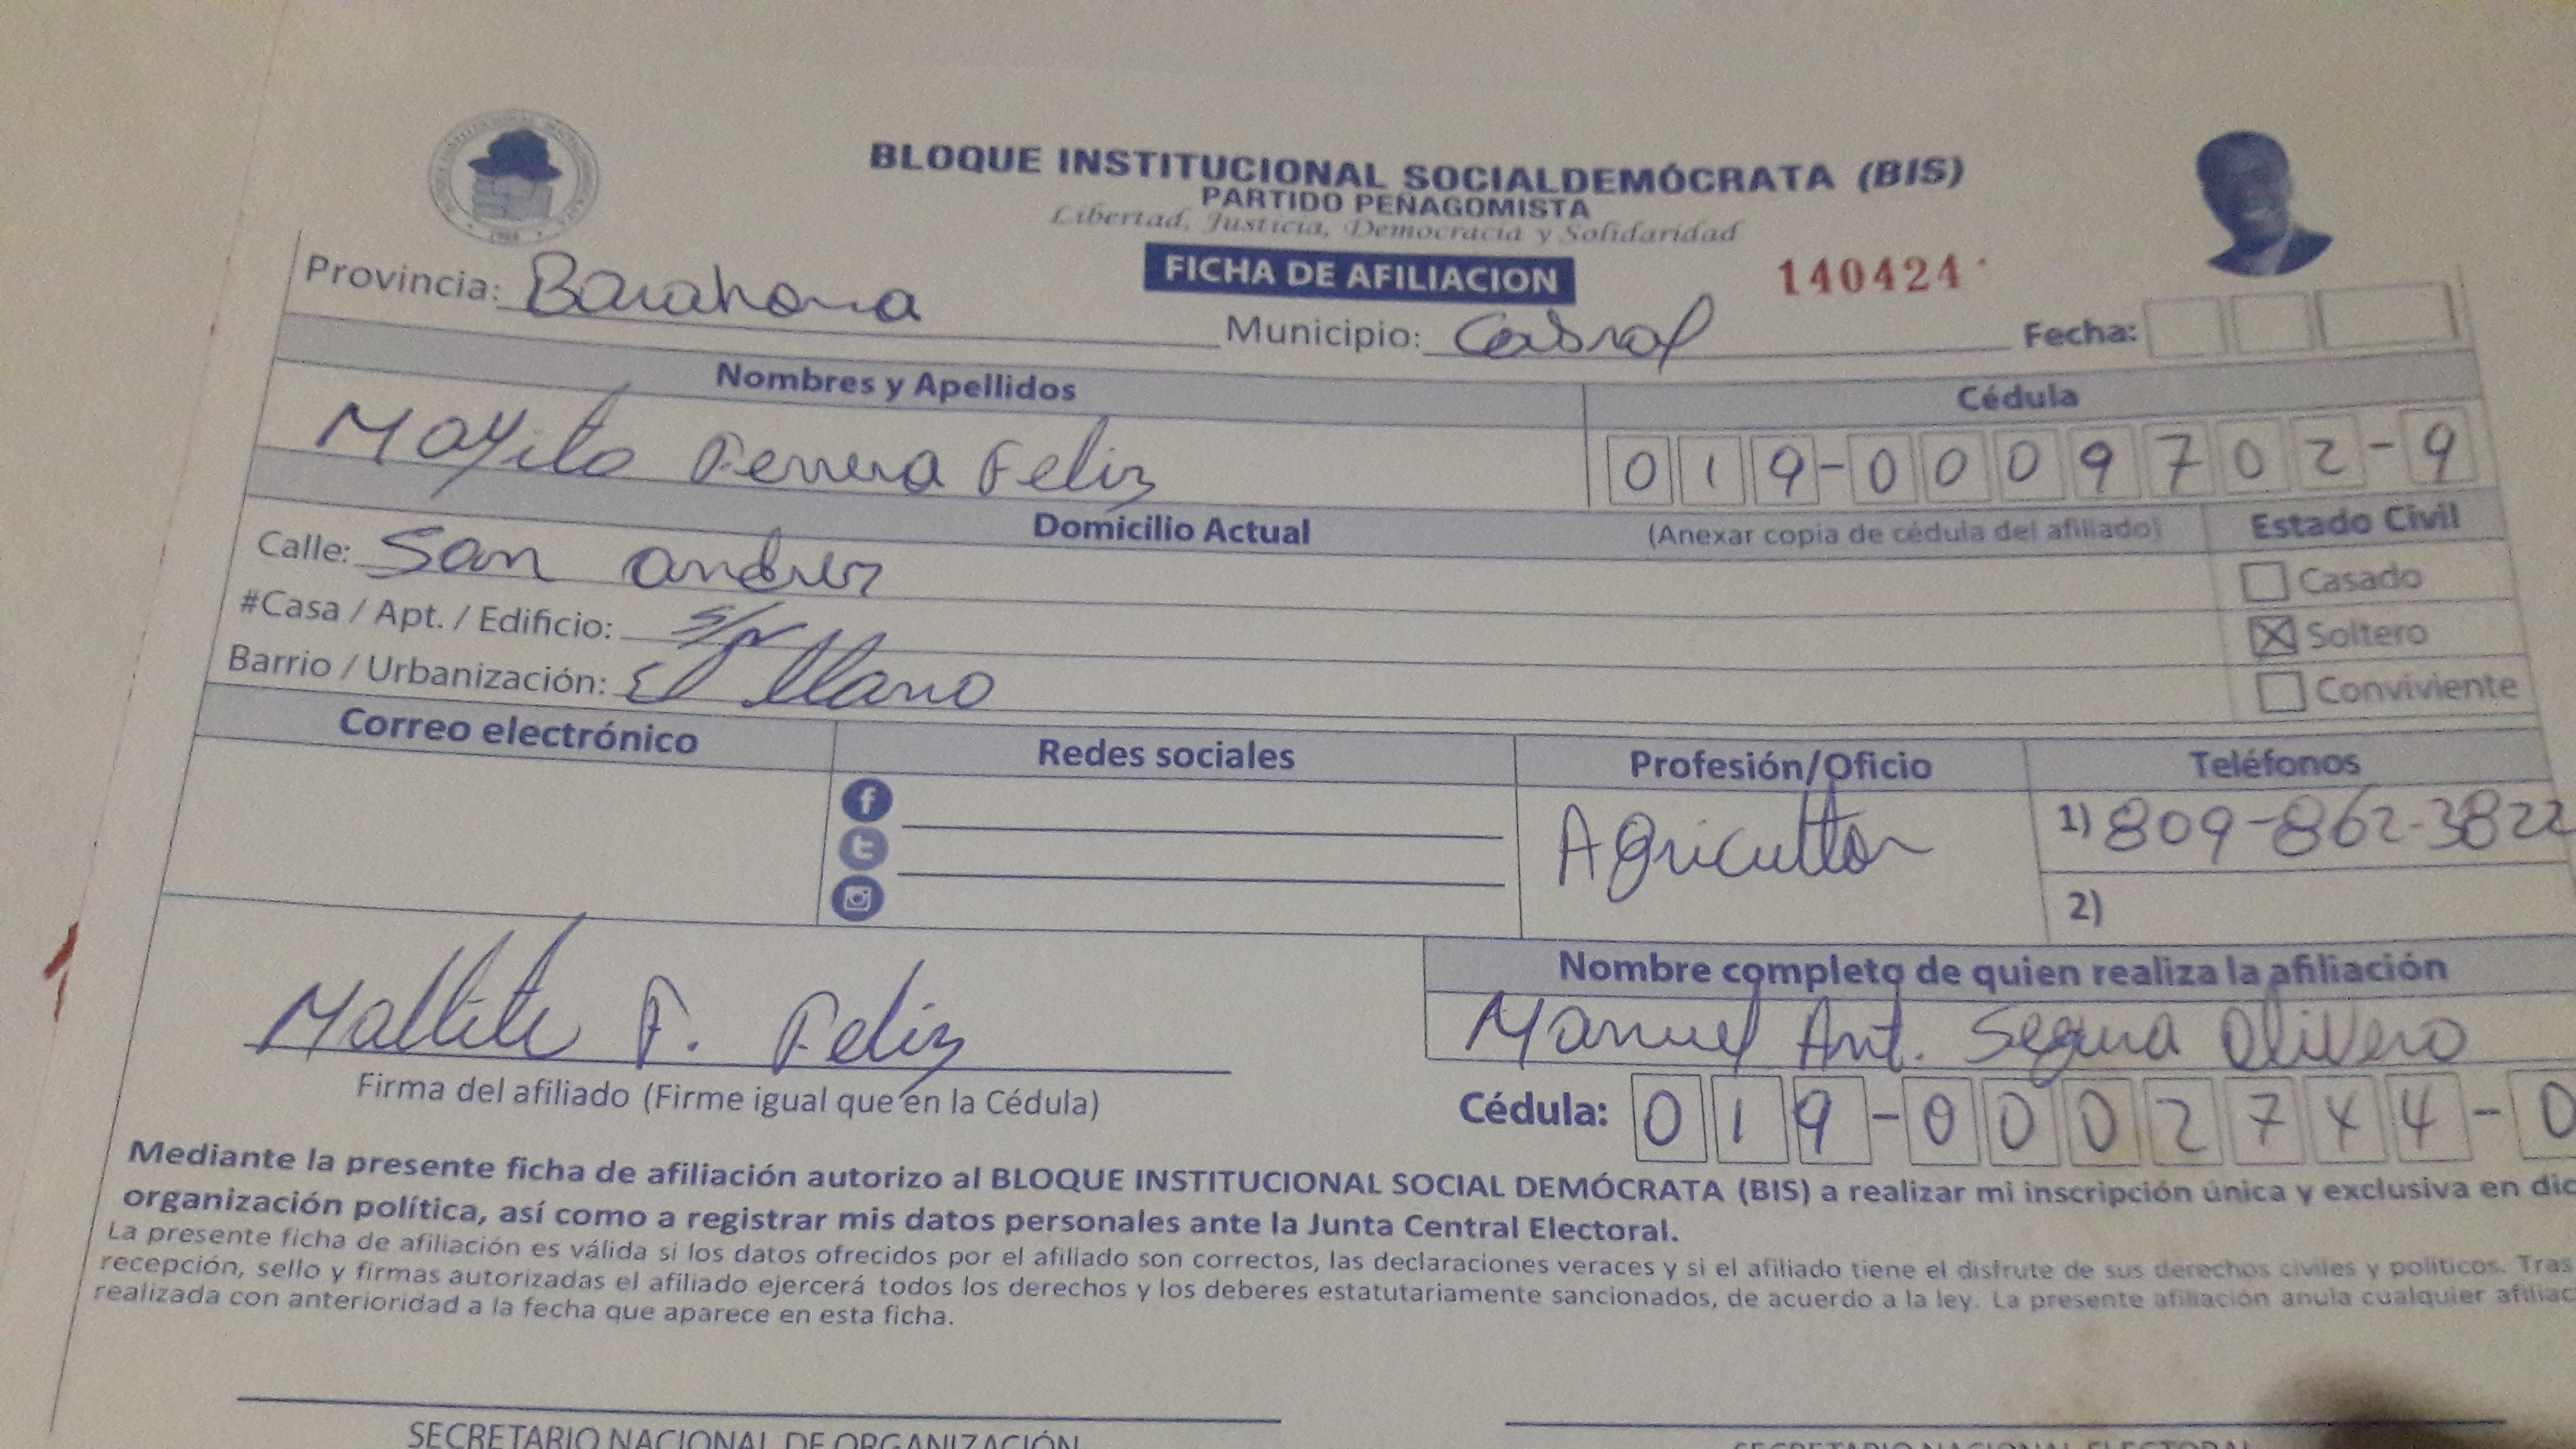 BLOQUE INSTITUCIONAL SOCIALDEMÓCRATA (BIS)
PARTIDO PEÑAGOMISTA
Libertad, Justicia, Democracia y Solidaridad
FICHA DE AFILIACION 140424
Provincia: Barahona Municipio: Cabral Fecha:
Nombres y Apellidos Cédula
Mayito Ferrera Feliz 019-0009702-9
Domicilio Actual (Anexar copia de cédula del afiliado) Estado Civil
Calle: San andres Casado
#Casa / Apt. / Edificio: s/n Soltero
Barrio / Urbanización: El llano Conviviente
Correo electrónico Redes sociales Profesión/Oficio Teléfonos
Agricultor 1) 809-862-3822
2)
Nombre completo de quien realiza la afiliación
Mallite F. Feliz Manuel Ant. Segura Olivero
Firma del afiliado (Firme igual que en la Cédula) Cédula: 019-0002744-0
Mediante la presente ficha de afiliación autorizo al BLOQUE INSTITUCIONAL SOCIAL DEMÓCRATA (BIS) a realizar mi inscripción única y exclusiva en dic
organización política, así como a registrar mis datos personales ante la Junta Central Electoral.
La presente ficha de afiliación es válida si los datos ofrecidos por el afiliado son correctos, las declaraciones veraces y si el afiliado tiene el disfrute de sus derechos civiles y políticos. Tras
recepción, sello y firmas autorizadas el afiliado ejercerá todos los derechos y los deberes estatutariamente sancionados, de acuerdo a la ley. La presente afiliación anula cualquier afiliac
realizada con anterioridad a la fecha que aparece en esta ficha.
SECRETARIO NACIONAL DE ORGANIZACIÓN